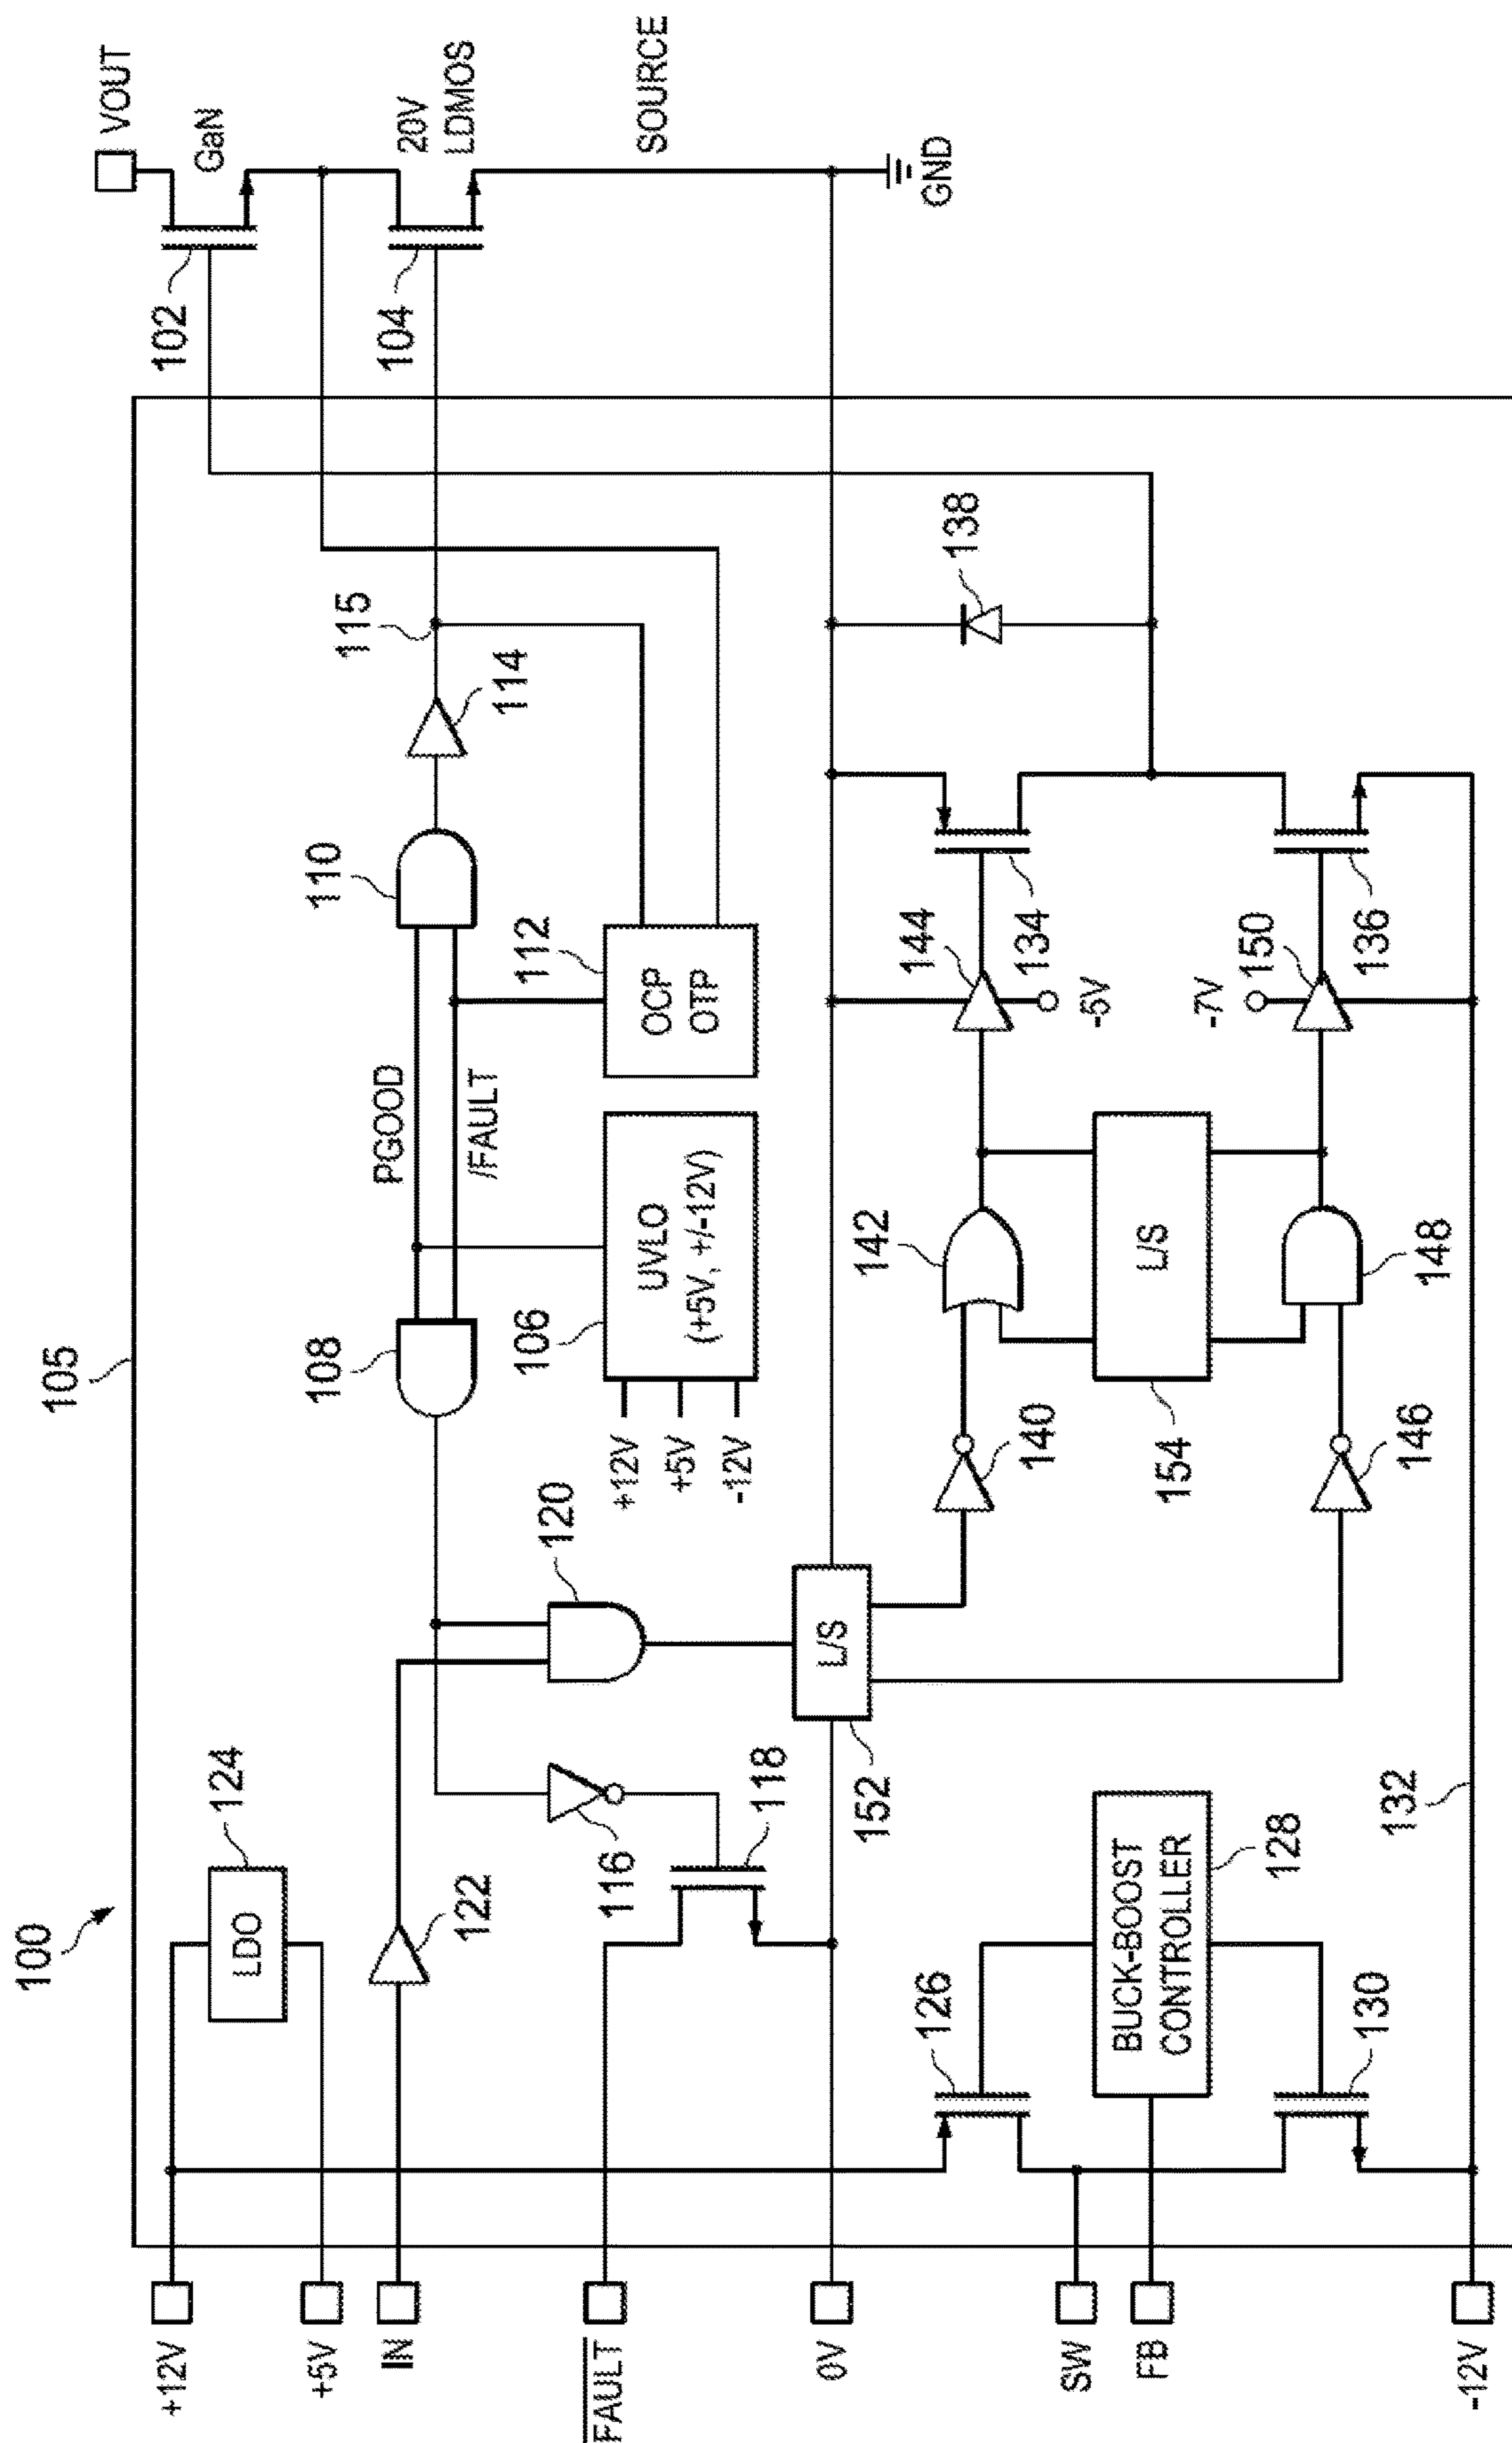 100
105
+12V
+5V
IN
FAULT
0V
SW
FB
-12V
124
LDO
122
116
118
120
108
PGOOD
/FAULT
110
114
115
102
GaN
VOUT
104
20V
LDMOS
SOURCE
GND
106
UVLO
(+5V, +/-12V)
+12V
+5V
-12V
112
OCP
OTP
152
L/S
140
142
144
-5V
134
138
154
L/S
146
148
150
-7V
136
126
BUCK-BOOST
CONTROLLER
128
130
132